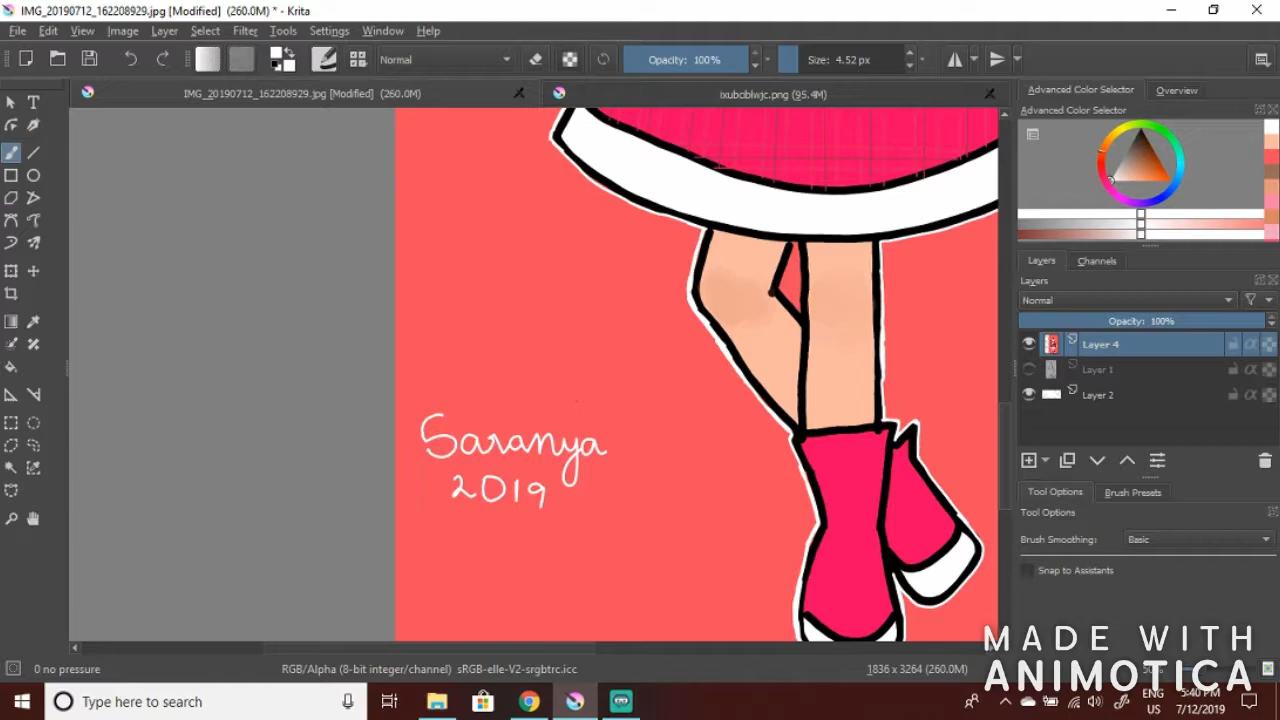 IMG_20190712_162208929.jpg [Modified] (260.0M) * - Krita
File Edit View Image Layer Select Filter Tools Settings Window Help
Normal Opacity: 100% Size: 4.52 px
IMG_20190712_162208929.jpg [Modified] (260.0M) ixubcblwjc.png (95.4M)
Advanced Color Selector Overview
Advanced Color Selector
Layers Channels
Layers
Normal
Opacity: 100%
Layer 4
Layer 1
Layer 2
Saranya
2019
Tool Options Brush Presets
Tool Options
Brush Smoothing: Basic
Snap to Assistants
MADE WITH
ANIMOTICA
0 no pressure RGB/Alpha (8-bit integer/channel) sRGB-elle-V2-srgbtrc.icc 1836 x 3264 (260.0M)
Type here to search
ENG
US
5:40 PM
7/12/2019